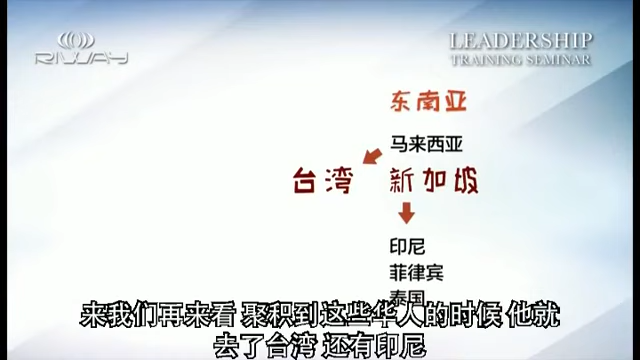 RIWAY
LEADERSHIP
TRAINING SEMINAR
东南亚
马来西亚
台湾 新加坡
印尼
菲律宾
泰国
来我们再来看 聚积到这些华人的时候 他就
去了台湾 还有印尼